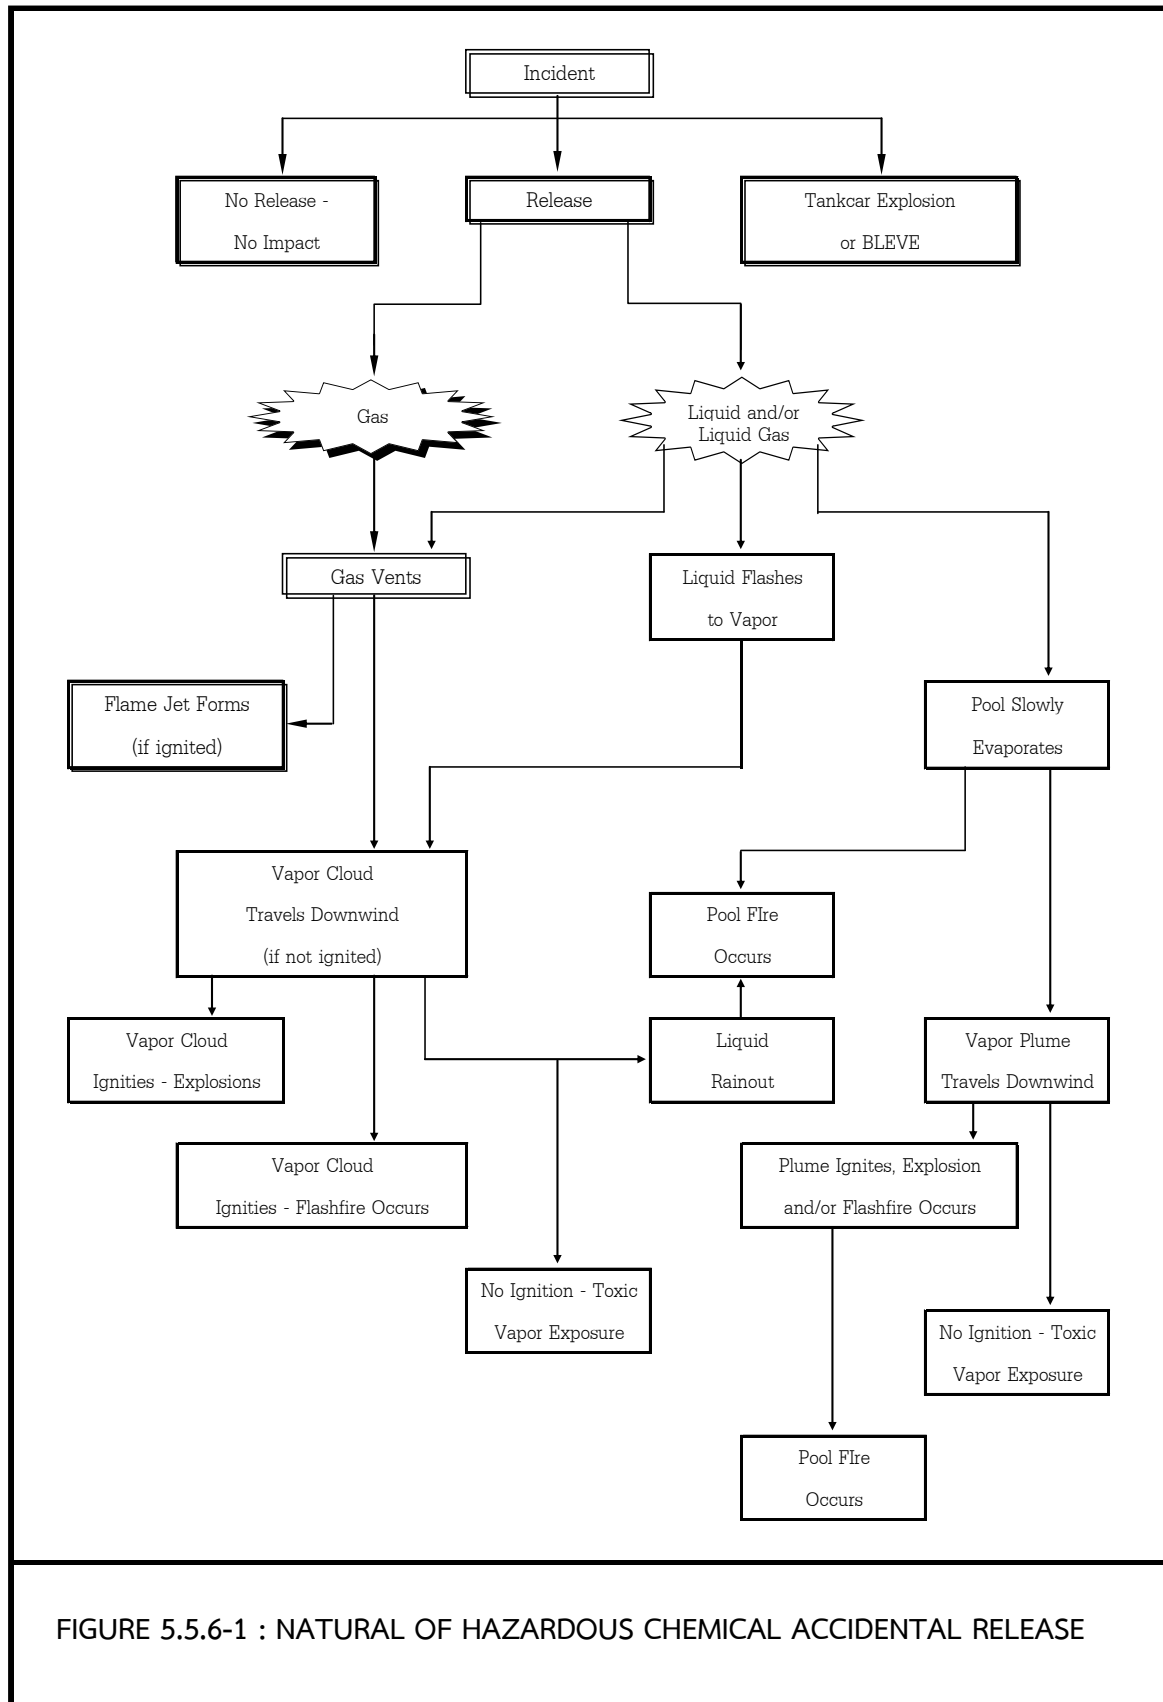 Incident
No Release -
No Impact
Release
Tankcar Explosion
or BLEVE
Gas
Liquid and/or
Liquid Gas
Gas Vents
Liquid Flashes
to Vapor
Flame Jet Forms
(if ignited)
Pool Slowly
Evaporates
Vapor Cloud
Travels Downwind
(if not ignited)
Pool FIre
Occurs
Vapor Cloud
Ignities - Explosions
Liquid
Rainout
Vapor Plume
Travels Downwind
Vapor Cloud
Ignities - Flashfire Occurs
Plume Ignites, Explosion
and/or Flashfire Occurs
No Ignition - Toxic
Vapor Exposure
No Ignition - Toxic
Vapor Exposure
Pool FIre
Occurs
FIGURE 5.5.6-1 : NATURAL OF HAZARDOUS CHEMICAL ACCIDENTAL RELEASE